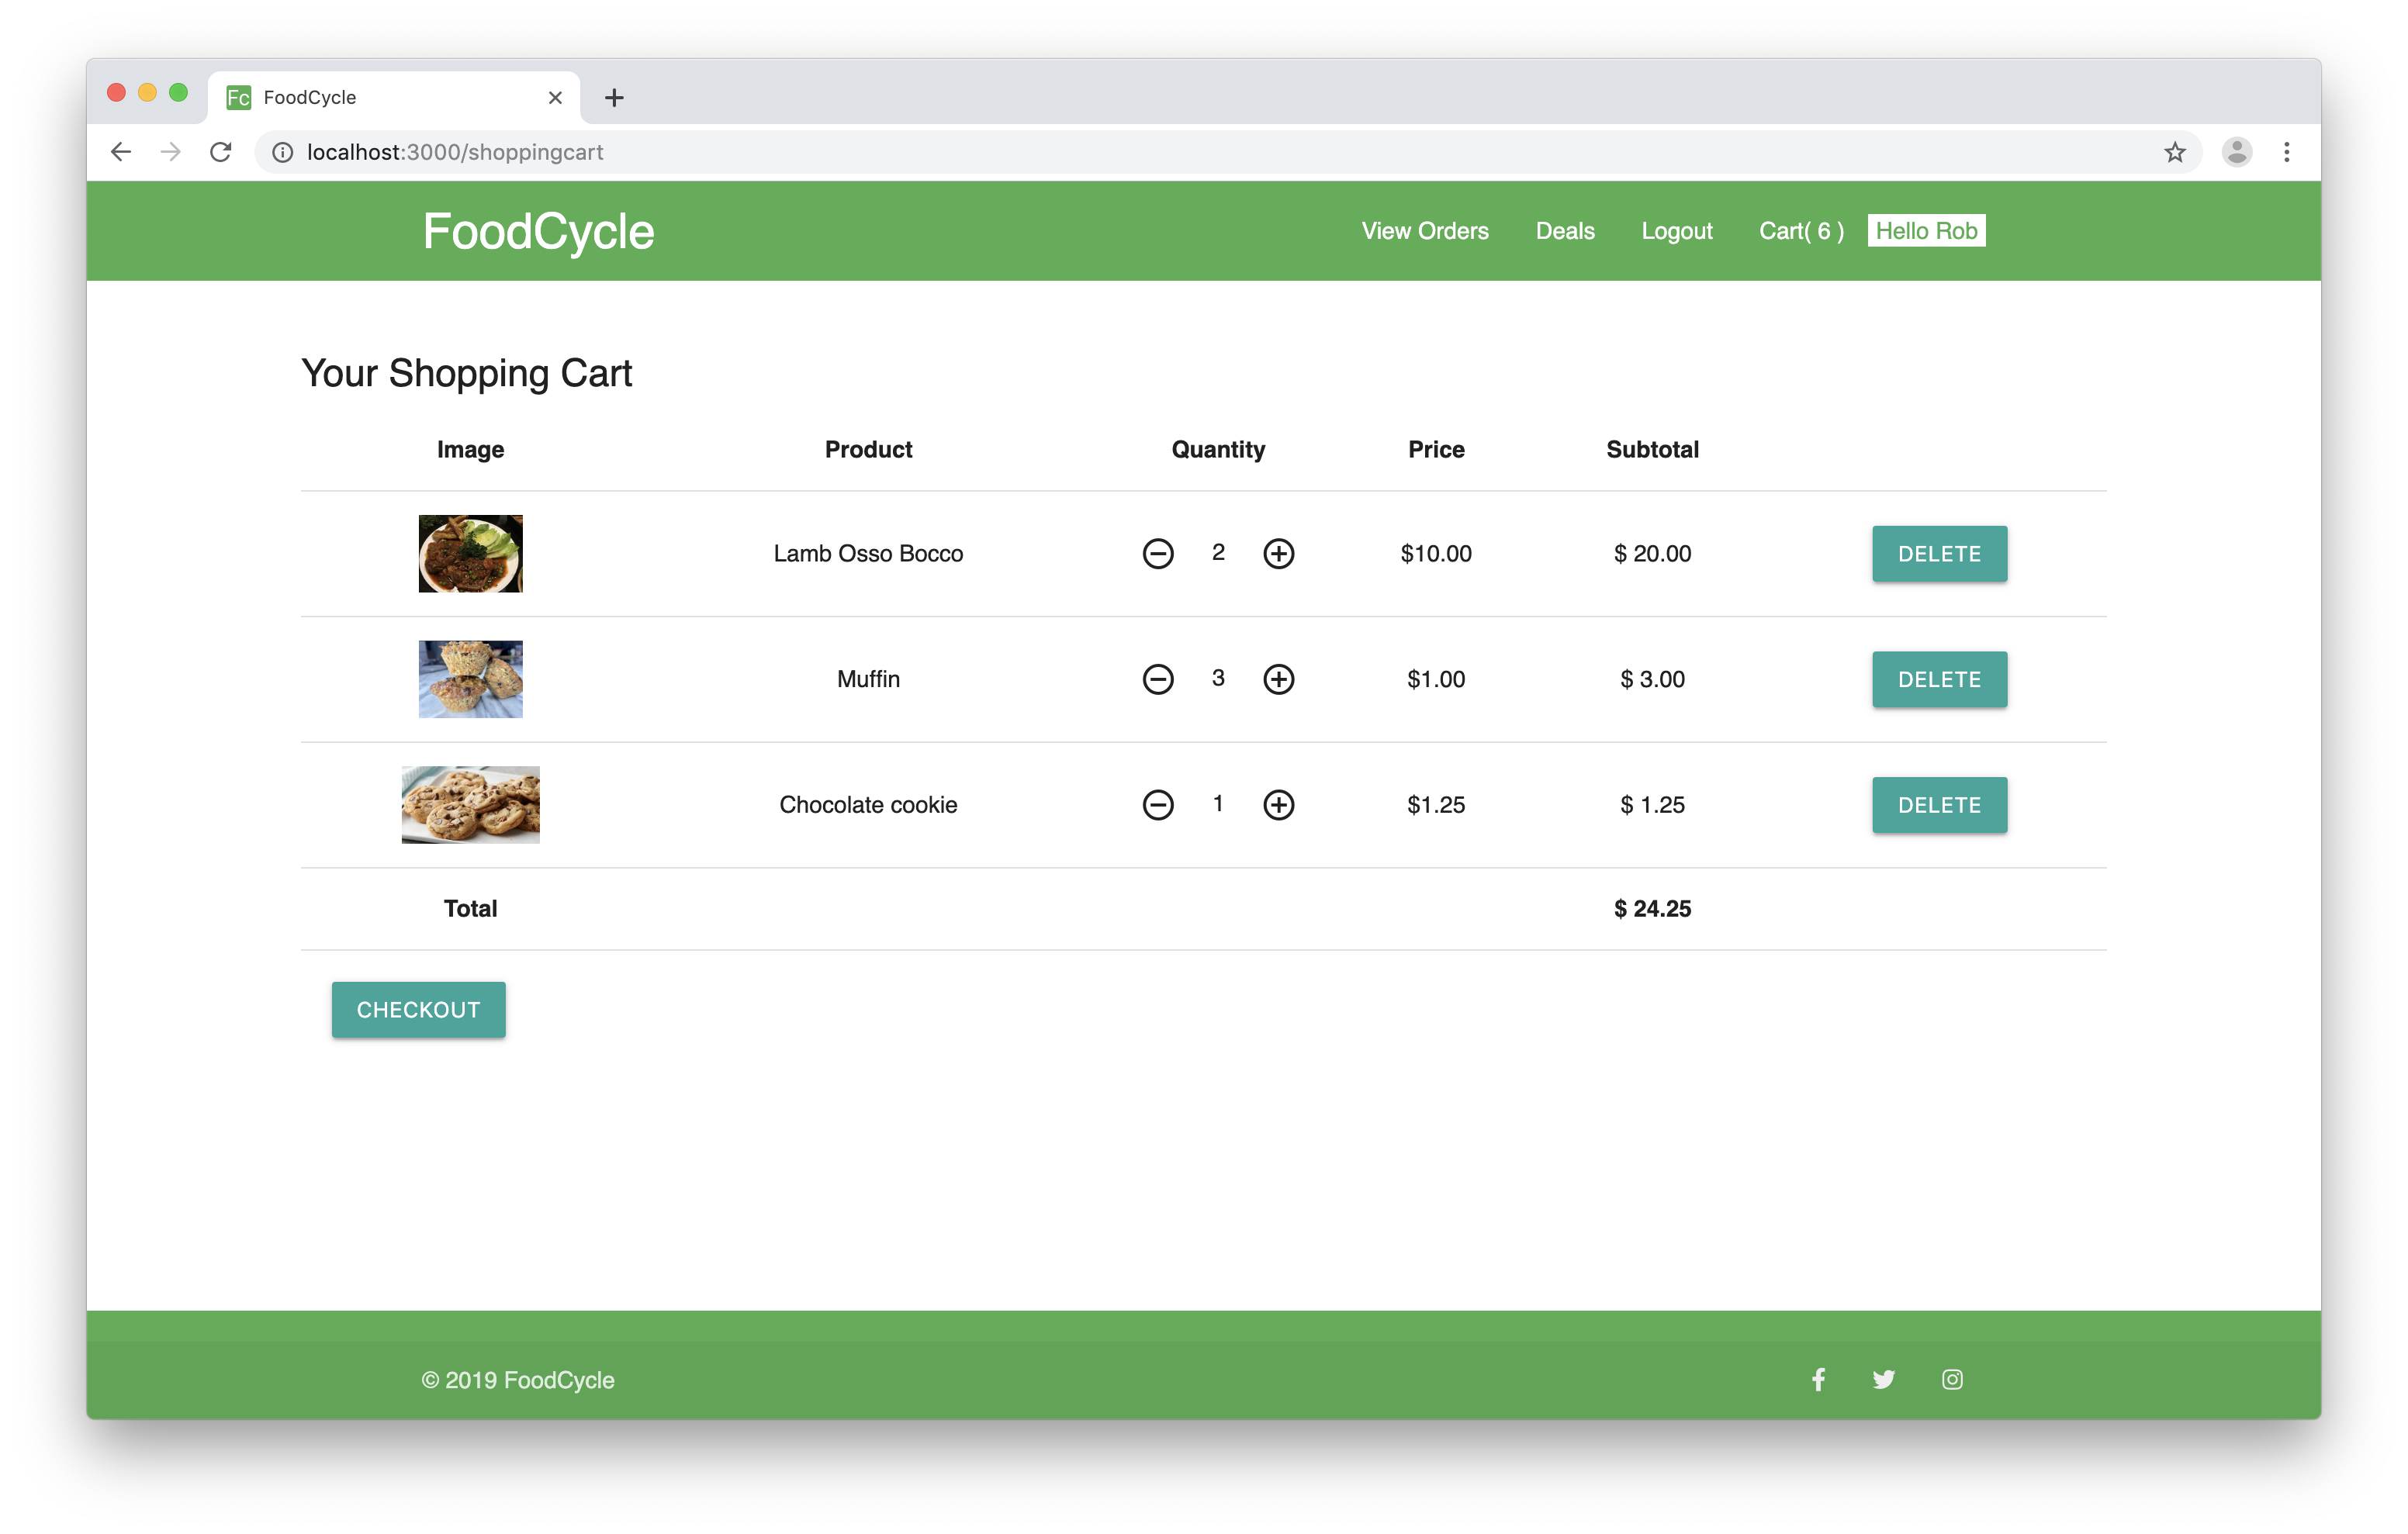 Fc FoodCycle
localhost:3000/shoppingcart
FoodCycle View Orders Deals Logout Cart( 6 ) Hello Rob
Your Shopping Cart
Image Product Quantity Price Subtotal
Lamb Osso Bocco 2 $10.00 $ 20.00 DELETE
Muffin 3 $1.00 $ 3.00 DELETE
Chocolate cookie 1 $1.25 $ 1.25 DELETE
Total $ 24.25
CHECKOUT
© 2019 FoodCycle